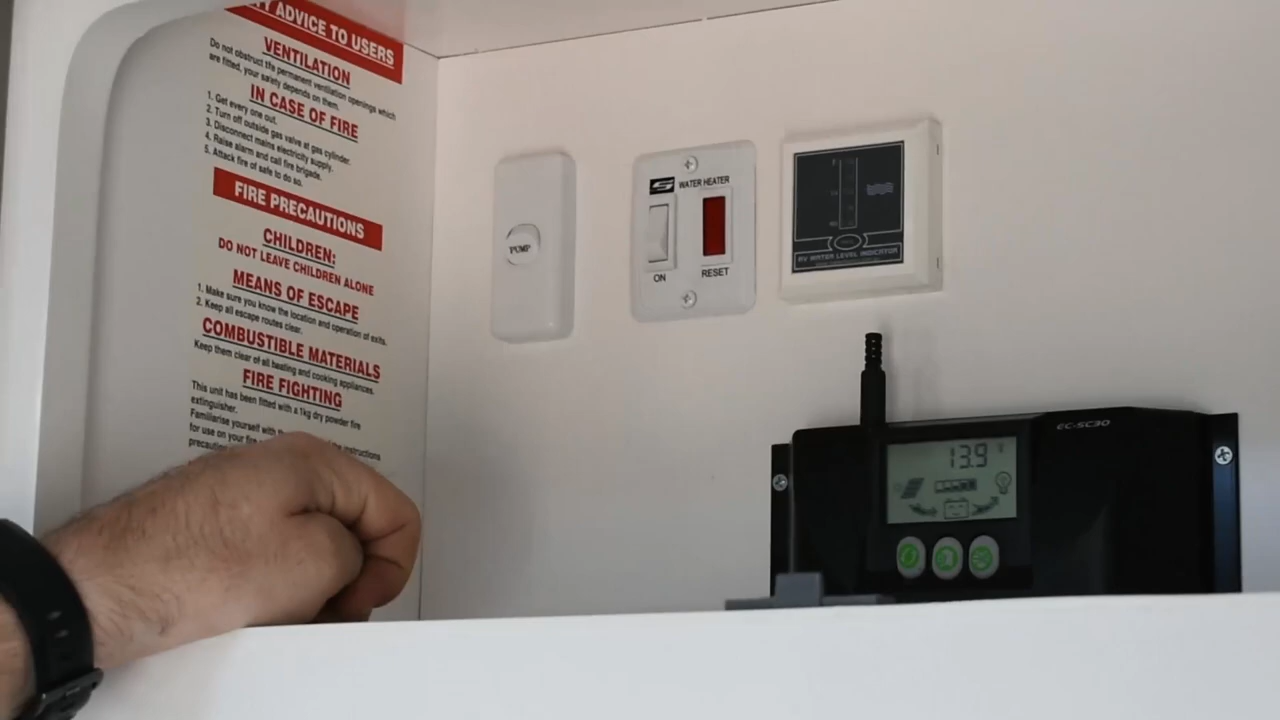 ADVICE TO USERS
VENTILATION
Do not obstruct the permanent ventilation openings which
are fitted, your safety depends on them.
IN CASE OF FIRE
1. Get every one out.
2. Turn off outside gas valve at gas cylinder.
3. Disconnect mains electricity supply.
4. Raise alarm and call fire brigade.
5. Attack fire of safe to do so.
FIRE PRECAUTIONS
CHILDREN:
DO NOT LEAVE CHILDREN ALONE
MEANS OF ESCAPE
1. Make sure you know the location and operation of exits.
2. Keep all escape routes clear.
COMBUSTIBLE MATERIALS
Keep them clear of all heating and cooking appliances.
FIRE FIGHTING
This unit has been fitted with a 1kg dry powder fire
extinguisher.
Familiarise yourself with the instructions
for use on your fire
PUMP
WATER HEATER
ON
RESET
RV WATER LEVEL INDICATOR
EC-SC30
13.9